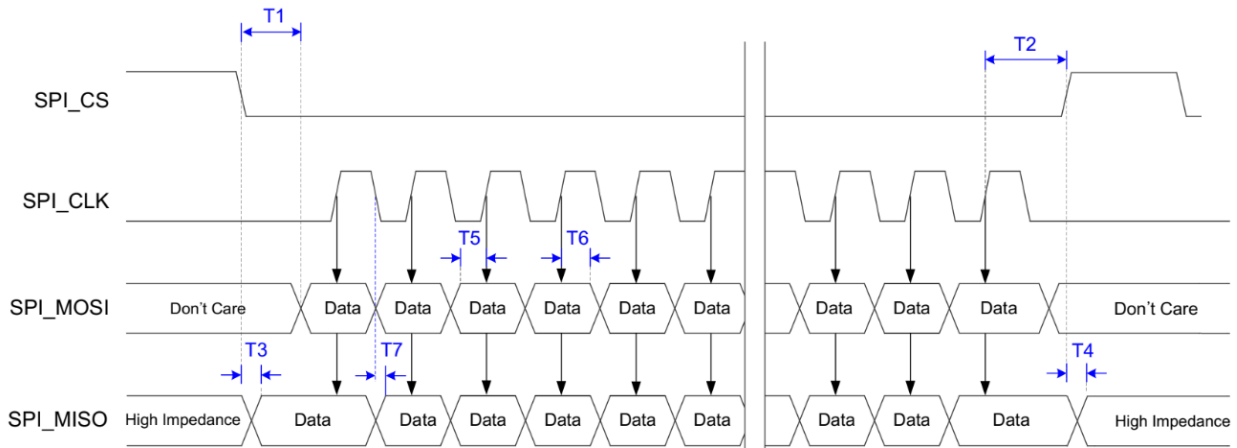 T1
T2
SPI_CS
SPI_CLK
T5 T6
SPI_MOSI Don't Care Data Data Data Data Data Data Data Data Data Don't Care
T3 T7 T4
SPI_MISO High Impedance Data Data Data Data Data Data Data Data Data High Impedance